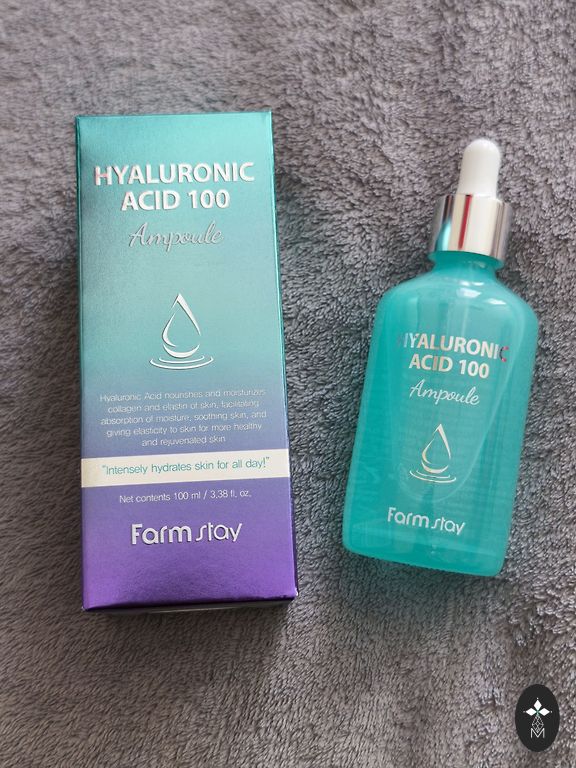 HYALURONIC
ACID 100
Ampoule
Hyaluronic Acid nourishes and moisturizes
collagen and elastin of skin, facilitating
absorption of moisture, soothing skin, and
giving elasticity to skin for more healthy
and rejuvenated skin
"Intensely hydrates skin for all day!"
Net contents 100 ml / 3,38 fl. oz.
Farm stay
HYALURONIC
ACID 100
Ampoule
Farm stay
M